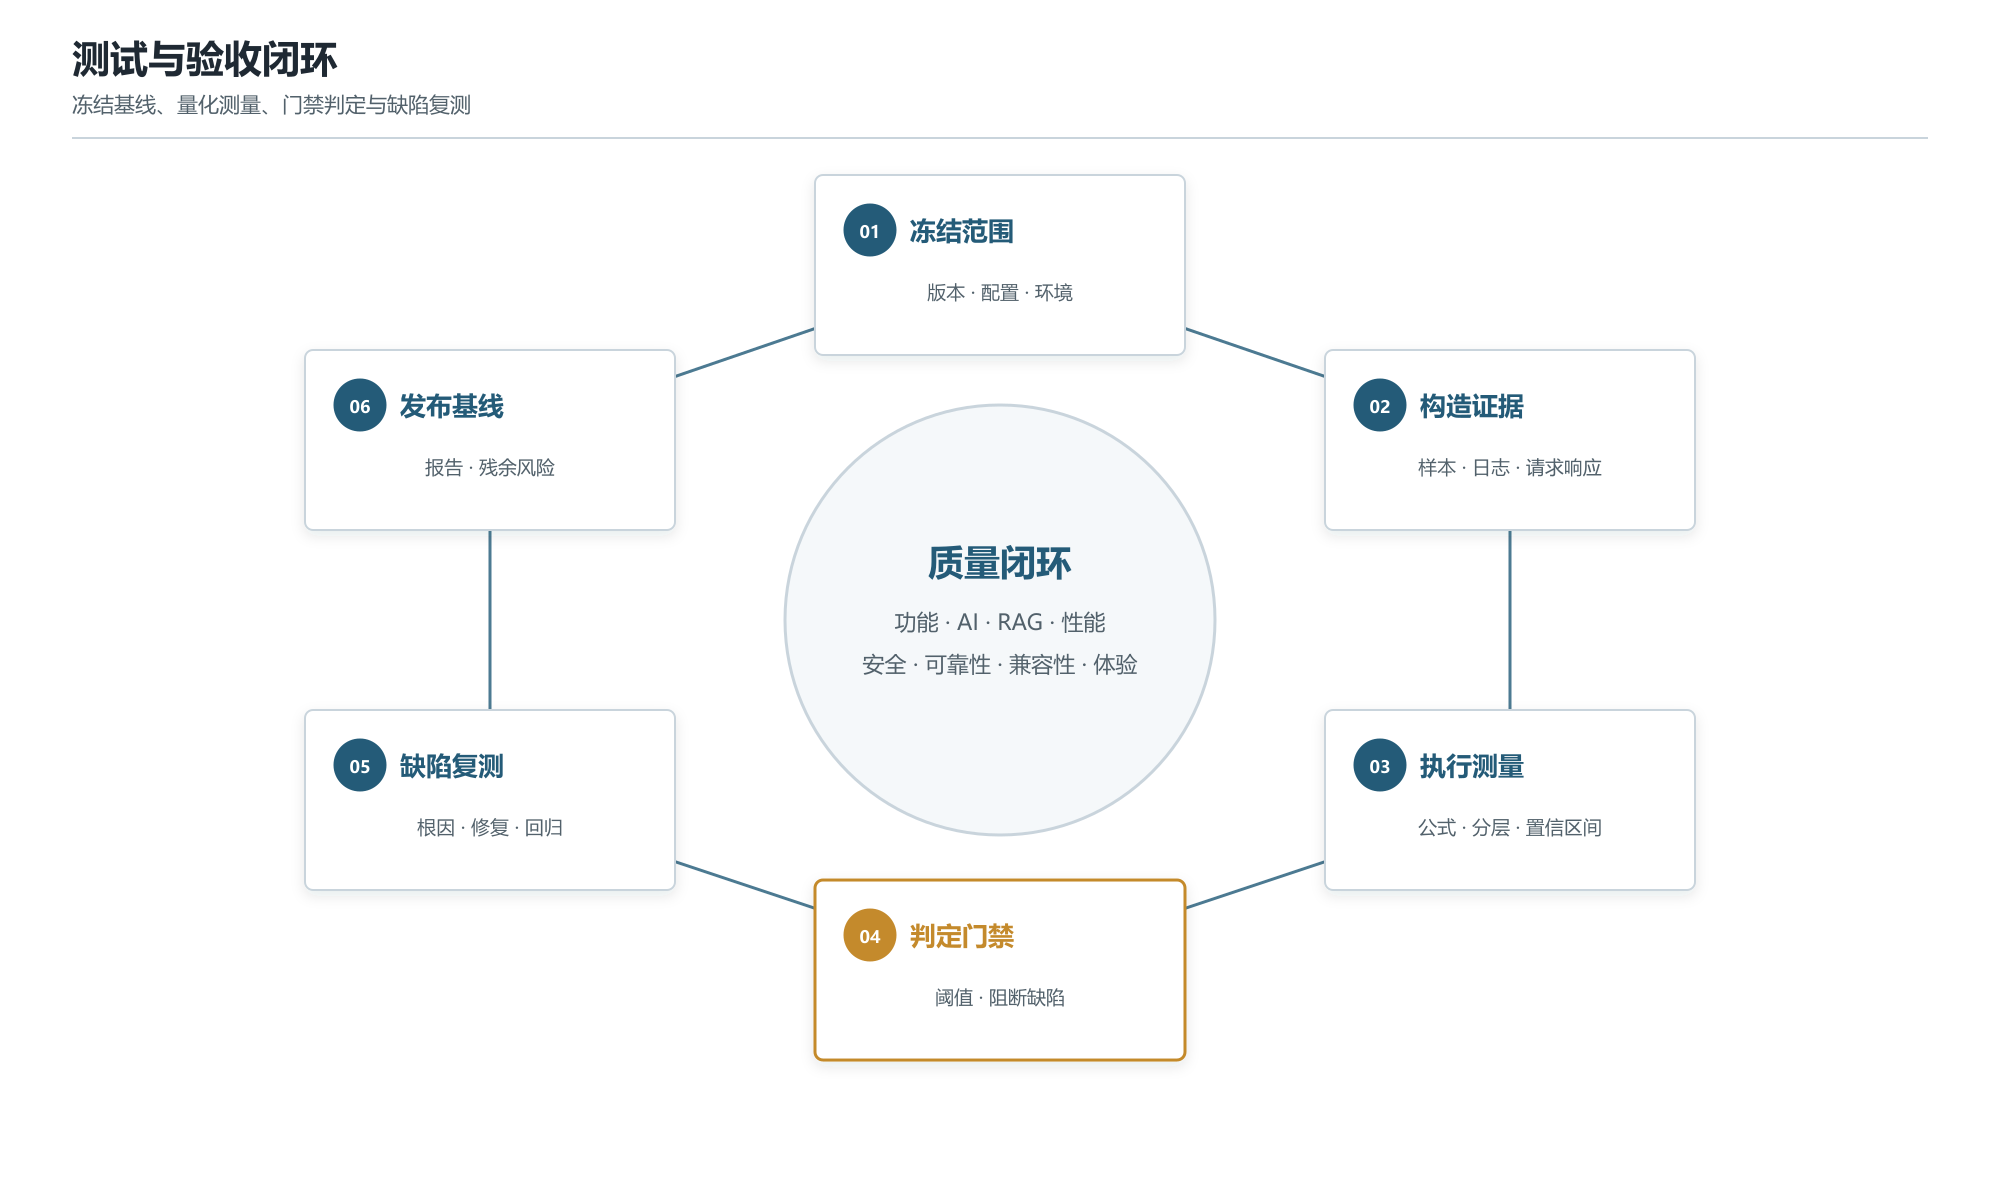 测试与验收闭环
冻结基线、量化测量、门禁判定与缺陷复测
01 冻结范围
版本 · 配置 · 环境
02 构造证据
样本 · 日志 · 请求响应
03 执行测量
公式 · 分层 · 置信区间
04 判定门禁
阈值 · 阻断缺陷
05 缺陷复测
根因 · 修复 · 回归
06 发布基线
报告 · 残余风险
质量闭环
功能 · AI · RAG · 性能
安全 · 可靠性 · 兼容性 · 体验